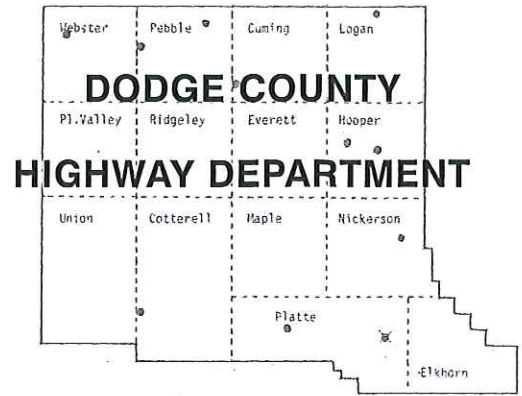 Webster Pebble Cuming Logan
DODGE COUNTY
Pl.Valley Ridgeley Everett Hooper
HIGHWAY DEPARTMENT
Union Cotterell Maple Nickerson
Platte
Elkhorn